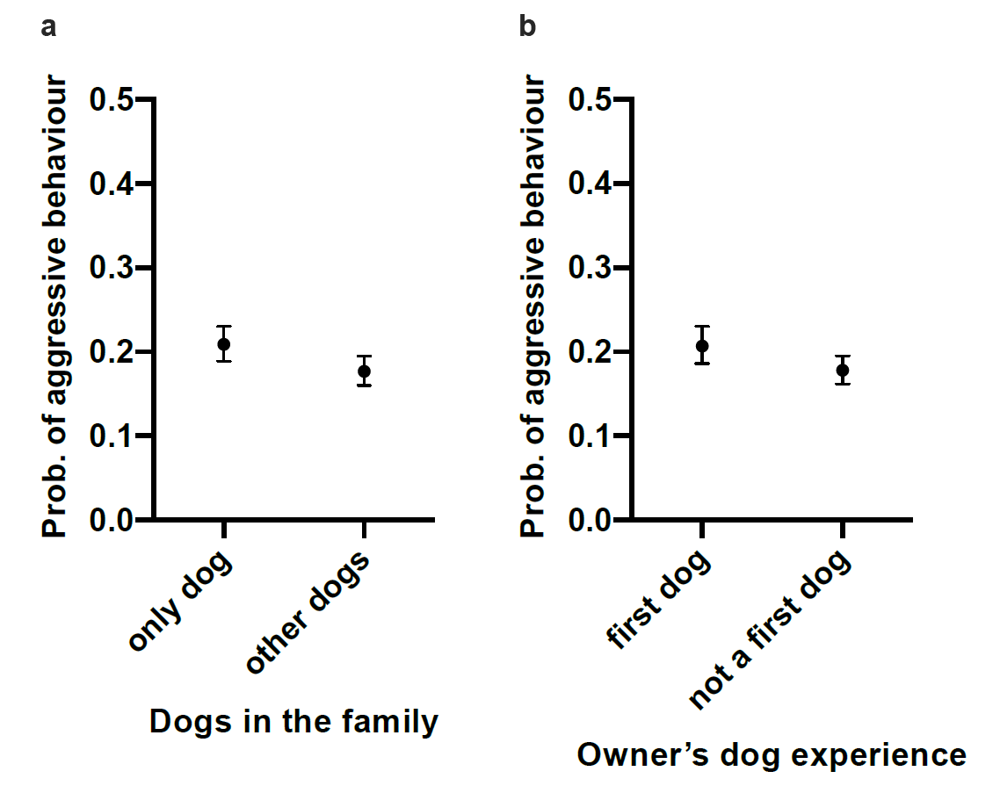 a
Prob. of aggressive behaviour
0.5
0.4
0.3
0.2
0.1
0.0
only dog
other dogs
Dogs in the family
b
Prob. of aggressive behaviour
0.5
0.4
0.3
0.2
0.1
0.0
first dog
not a first dog
Owner’s dog experience